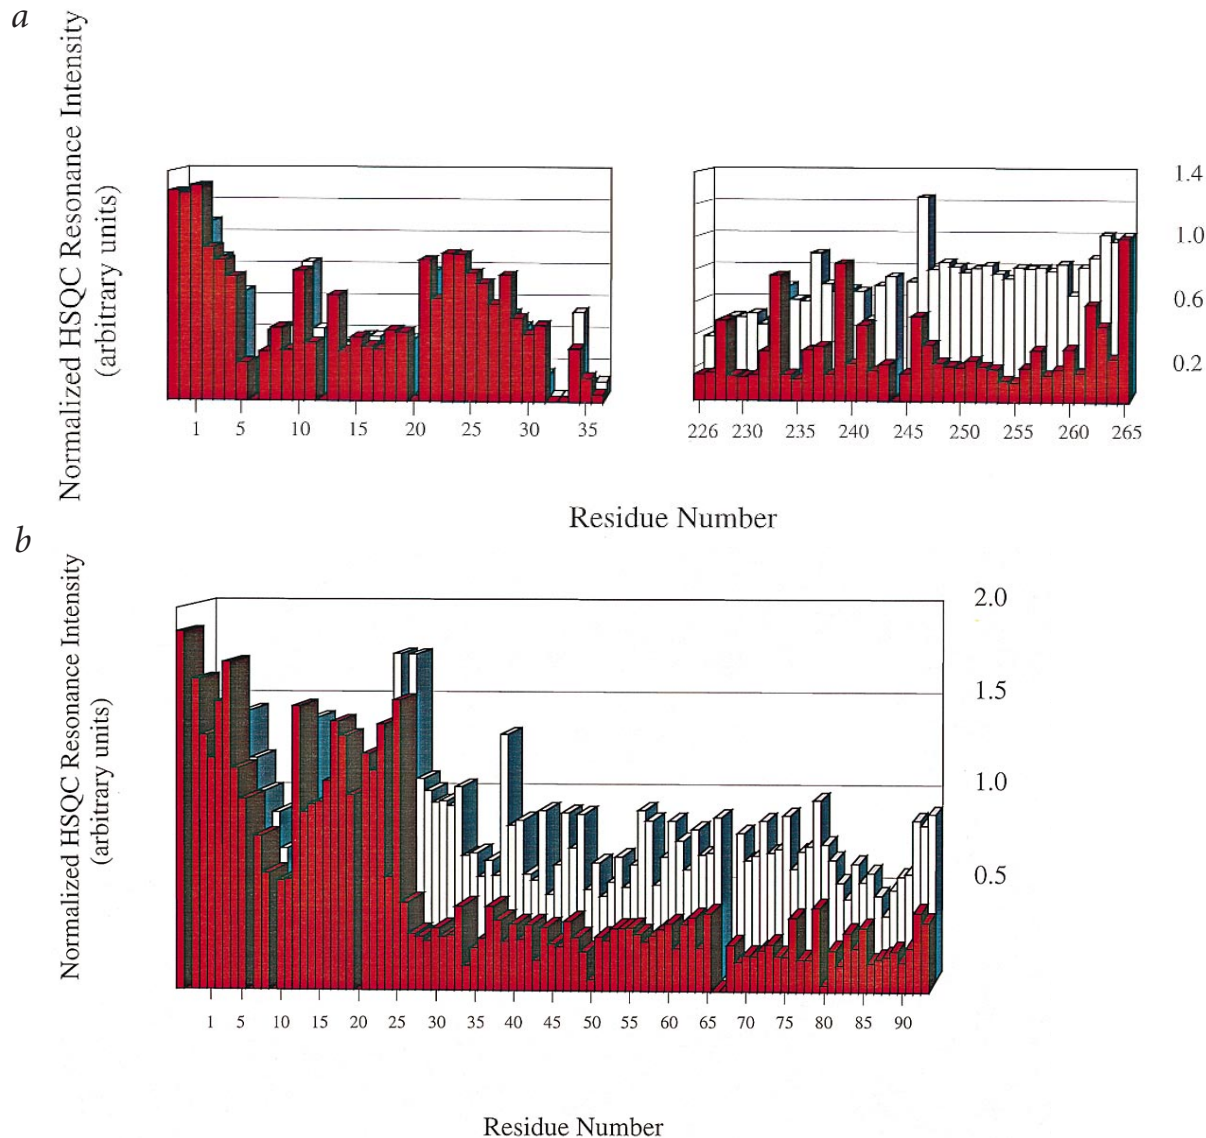 a
Normalized HSQC Resonance Intensity
(arbitrary units)
1.4
1.0
0.6
0.2
1 5 10 15 20 25 30 35
226 230 235 240 245 250 255 260 265
Residue Number
b
Normalized HSQC Resonance Intensity
(arbitrary units)
2.0
1.5
1.0
0.5
1 5 10 15 20 25 30 35 40 45 50 55 60 65 70 75 80 85 90
Residue Number